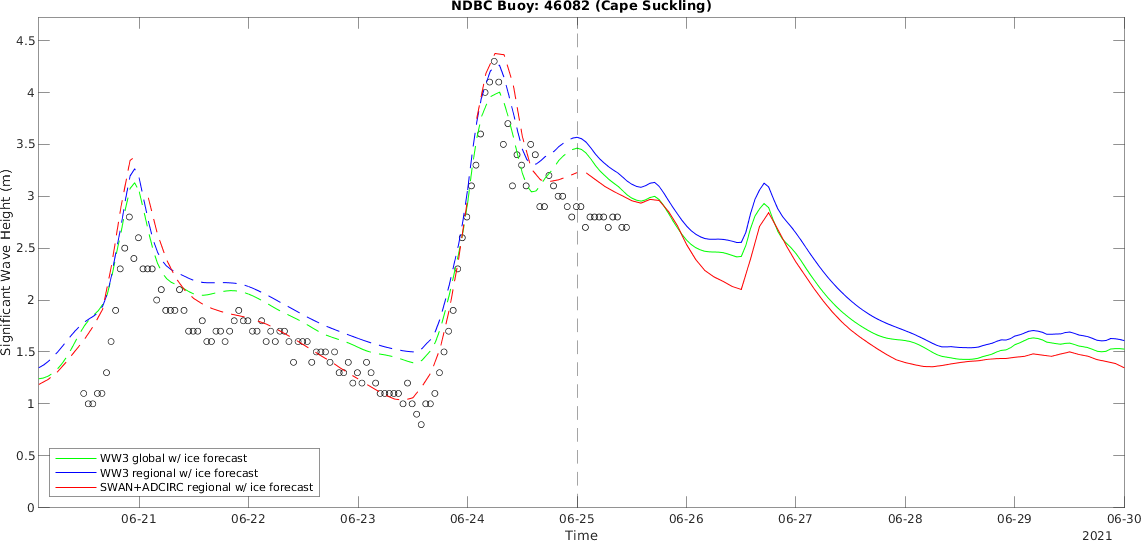 NDBC Buoy: 46082 (Cape Suckling)
Significant Wave Height (m)
4.5
4
3.5
3
2.5
2
1.5
1
0.5
0
WW3 global w/ ice forecast
WW3 regional w/ ice forecast
SWAN+ADCIRC regional w/ ice forecast
06-21 06-22 06-23 06-24 06-25 06-26 06-27 06-28 06-29 06-30
Time
2021